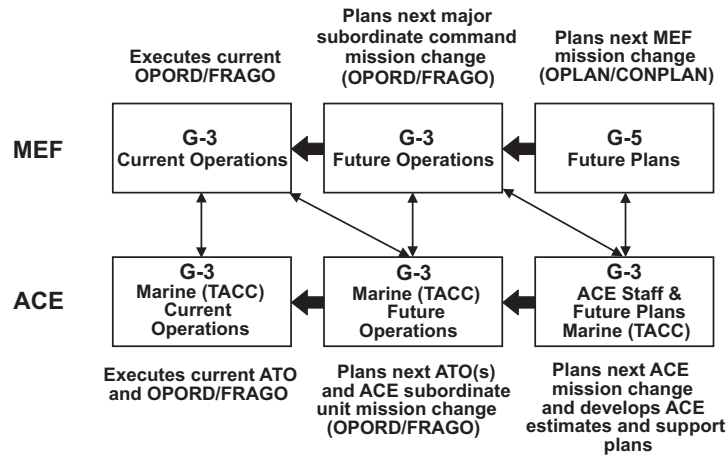 Executes current
OPORD/FRAGO
Plans next major
subordinate command
mission change
(OPORD/FRAGO)
Plans next MEF
mission change
(OPLAN/CONPLAN)
MEF
G-3
Current Operations
G-3
Future Operations
G-5
Future Plans
ACE
G-3
Marine (TACC)
Current
Operations
G-3
Marine (TACC)
Future
Operations
G-3
ACE Staff &
Future Plans
Marine (TACC)
Executes current ATO
and OPORD/FRAGO
Plans next ATO(s)
and ACE subordinate
unit mission change
(OPORD/FRAGO)
Plans next ACE
mission change
and develops ACE
estimates and support
plans